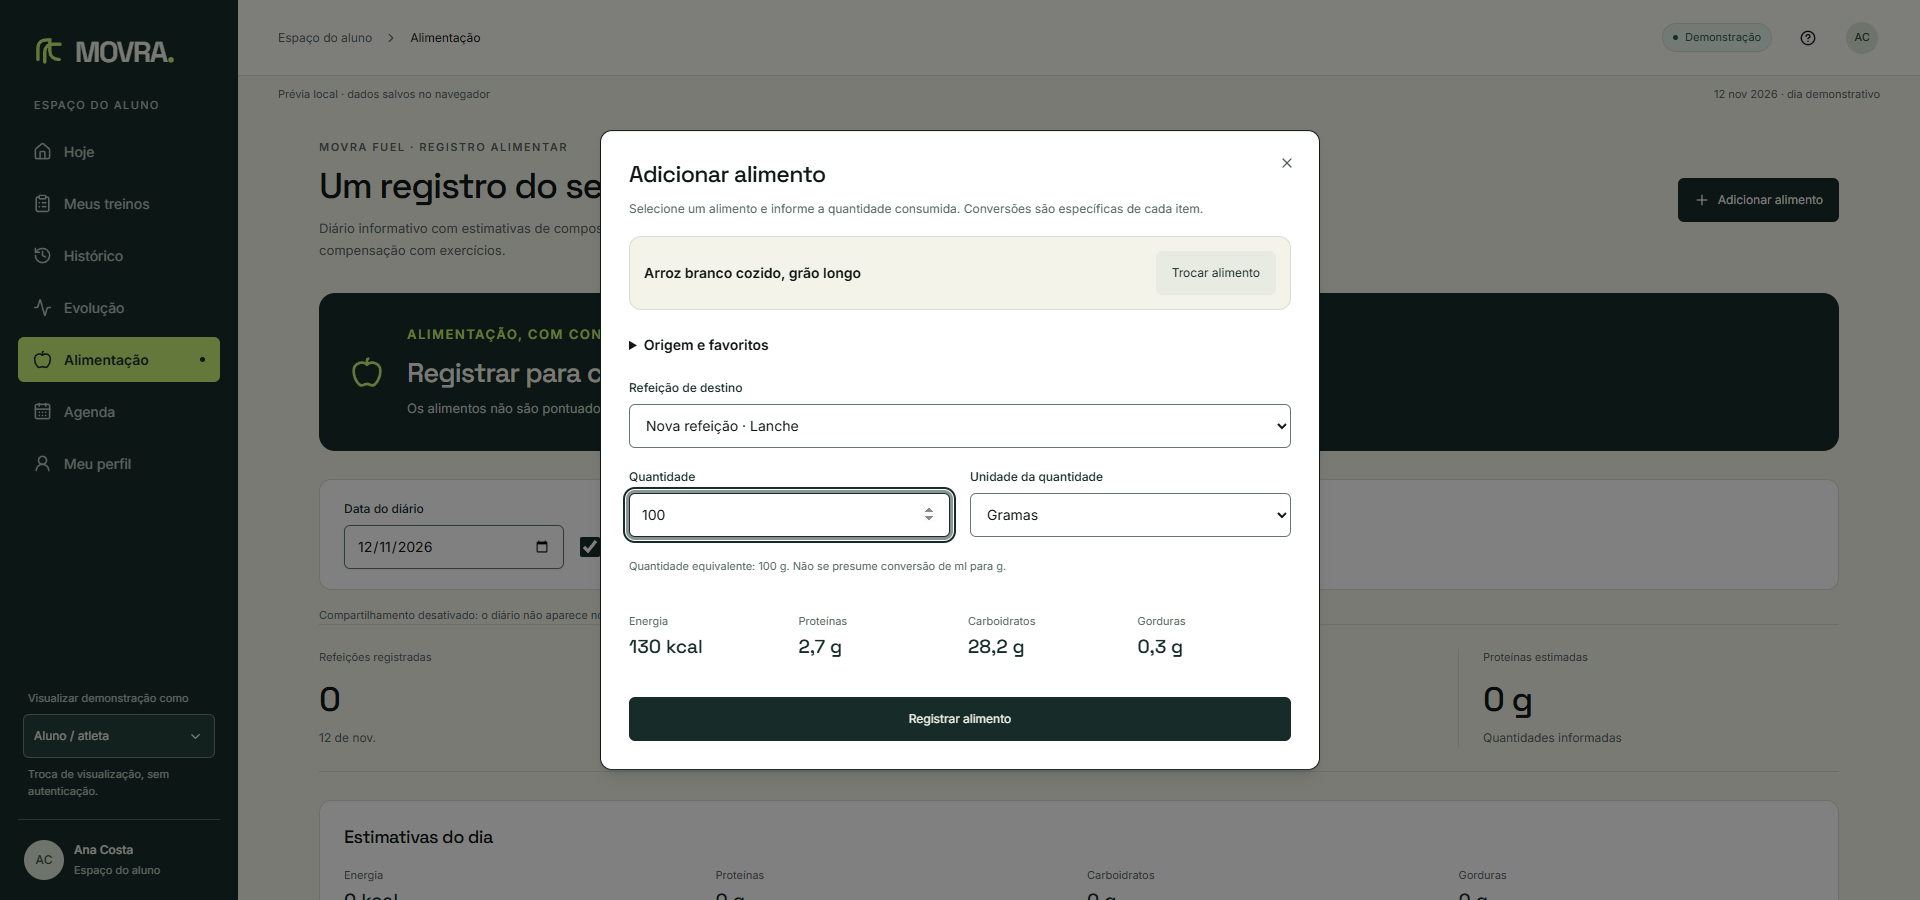 MOVRA.
ESPAÇO DO ALUNO
Hoje
Meus treinos
Histórico
Evolução
Alimentação
Agenda
Meu perfil
Visualizar demonstração como
Aluno / atleta
Troca de visualização, sem
autenticação.
AC
Ana Costa
Espaço do aluno
Espaço do aluno > Alimentação
Demonstração
AC
Prévia local · dados salvos no navegador
12 nov 2026 · dia demonstrativo
MOVRA FUEL · REGISTRO ALIMENTAR
Um registro do se
Diário informativo com estimativas de compos
compensação com exercícios.
+ Adicionar alimento
ALIMENTAÇÃO, COM CON
Registrar para c
Os alimentos não são pontuado
Data do diário
12/11/2026
Compartilhamento desativado: o diário não aparece no
Refeições registradas
0
12 de nov.
Proteínas estimadas
0 g
Quantidades informadas
Estimativas do dia
Energia
Proteínas
Carboidratos
Gorduras
0 kcal
0 g
0 g
0 g
Adicionar alimento
Selecione um alimento e informe a quantidade consumida. Conversões são específicas de cada item.
Arroz branco cozido, grão longo
Trocar alimento
Origem e favoritos
Refeição de destino
Nova refeição · Lanche
Quantidade
Unidade da quantidade
100
Gramas
Quantidade equivalente: 100 g. Não se presume conversão de ml para g.
Energia
Proteínas
Carboidratos
Gorduras
130 kcal
2,7 g
28,2 g
0,3 g
Registrar alimento